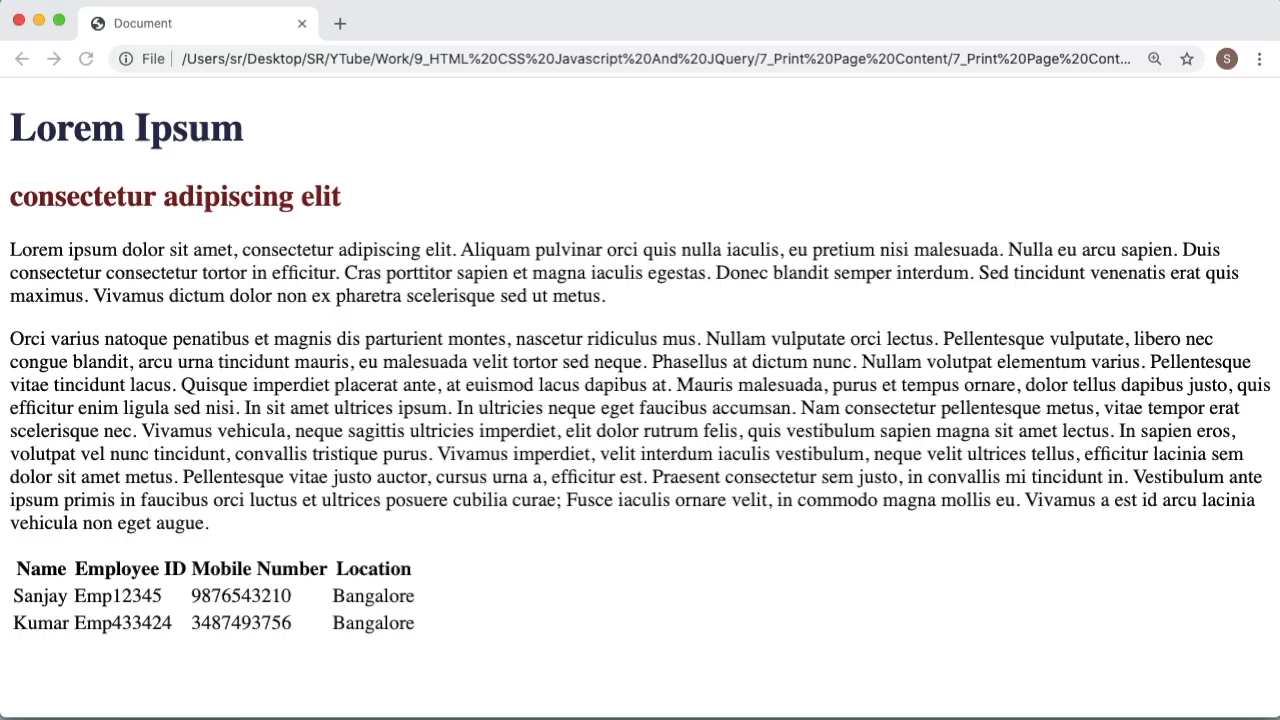 Document
File
/Users/sr/Desktop/SR/YTube/Work/9_HTML%20CSS%20Javascript%20And%20JQuery/7_Print%20Page%20Content/7_Print%20Page%20Cont...
S
Lorem Ipsum
consectetur adipiscing elit
Lorem ipsum dolor sit amet, consectetur adipiscing elit. Aliquam pulvinar orci quis nulla iaculis, eu pretium nisi malesuada. Nulla eu arcu sapien. Duis
consectetur consectetur tortor in efficitur. Cras porttitor sapien et magna iaculis egestas. Donec blandit semper interdum. Sed tincidunt venenatis erat quis
maximus. Vivamus dictum dolor non ex pharetra scelerisque sed ut metus.
Orci varius natoque penatibus et magnis dis parturient montes, nascetur ridiculus mus. Nullam vulputate orci lectus. Pellentesque vulputate, libero nec
congue blandit, arcu urna tincidunt mauris, eu malesuada velit tortor sed neque. Phasellus at dictum nunc. Nullam volutpat elementum varius. Pellentesque
vitae tincidunt lacus. Quisque imperdiet placerat ante, at euismod lacus dapibus at. Mauris malesuada, purus et tempus ornare, dolor tellus dapibus justo, quis
efficitur enim ligula sed nisi. In sit amet ultrices ipsum. In ultricies neque eget faucibus accumsan. Nam consectetur pellentesque metus, vitae tempor erat
scelerisque nec. Vivamus vehicula, neque sagittis ultricies imperdiet, elit dolor rutrum felis, quis vestibulum sapien magna sit amet lectus. In sapien eros,
volutpat vel nunc tincidunt, convallis tristique purus. Vivamus imperdiet, velit interdum iaculis vestibulum, neque velit ultrices tellus, efficitur lacinia sem
dolor sit amet metus. Pellentesque vitae justo auctor, cursus urna a, efficitur est. Praesent consectetur sem justo, in convallis mi tincidunt in. Vestibulum ante
ipsum primis in faucibus orci luctus et ultrices posuere cubilia curae; Fusce iaculis ornare velit, in commodo magna mollis eu. Vivamus a est id arcu lacinia
vehicula non eget augue.
Name Employee ID Mobile Number Location
Sanjay Emp12345 9876543210 Bangalore
Kumar Emp433424 3487493756 Bangalore